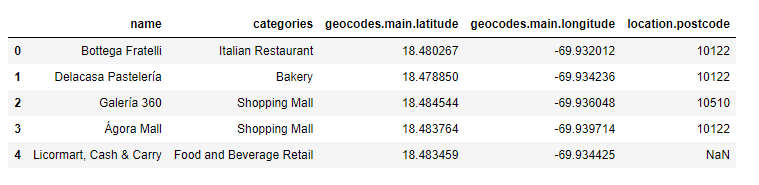 name categories geocodes.main.latitude geocodes.main.longitude location.postcode
0 Bottega Fratelli Italian Restaurant 18.480267 -69.932012 10122
1 Delacasa Pastelería Bakery 18.478850 -69.934236 10122
2 Galería 360 Shopping Mall 18.484544 -69.936048 10510
3 Ágora Mall Shopping Mall 18.483764 -69.939714 10122
4 Licormart, Cash & Carry Food and Beverage Retail 18.483459 -69.934425 NaN